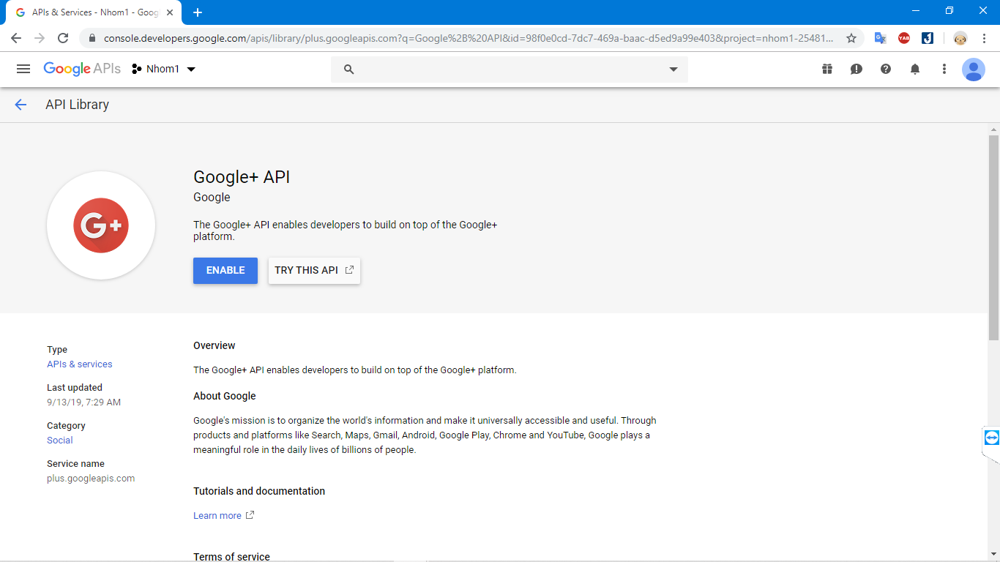 APIs & Services - Nhom1 - Goog
console.developers.google.com/apis/library/plus.googleapis.com?q=Google%2B%20API&id=98f0e0cd-7dc7-469a-baac-d5ed9a99e403&project=nhom1-25481...
YAB
Google APIs
Nhom1
API Library
G+
Google+ API
Google
The Google+ API enables developers to build on top of the Google+
platform.
ENABLE
TRY THIS API
Type
APIs & services
Last updated
9/13/19, 7:29 AM
Category
Social
Service name
plus.googleapis.com
Overview
The Google+ API enables developers to build on top of the Google+ platform.
About Google
Google's mission is to organize the world's information and make it universally accessible and useful. Through
products and platforms like Search, Maps, Gmail, Android, Google Play, Chrome and YouTube, Google plays a
meaningful role in the daily lives of billions of people.
Tutorials and documentation
Learn more
Terms of service